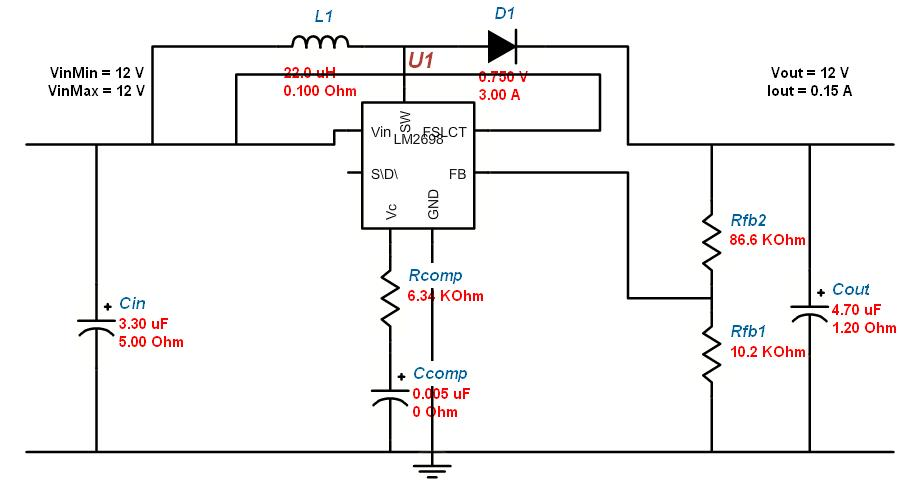 L1
D1
U1
VinMin = 12 V
VinMax = 12 V
22.0 uH
0.100 Ohm
0.750 V
3.00 A
Vout = 12 V
Iout = 0.15 A
Vin
SW
FSLCT
LM2698
S\D\
FB
Vc
GND
Rfb2
86.6 KOhm
Rcomp
6.34 KOhm
Cin
3.30 uF
5.00 Ohm
Cout
4.70 uF
1.20 Ohm
Rfb1
10.2 KOhm
Ccomp
0.005 uF
0 Ohm